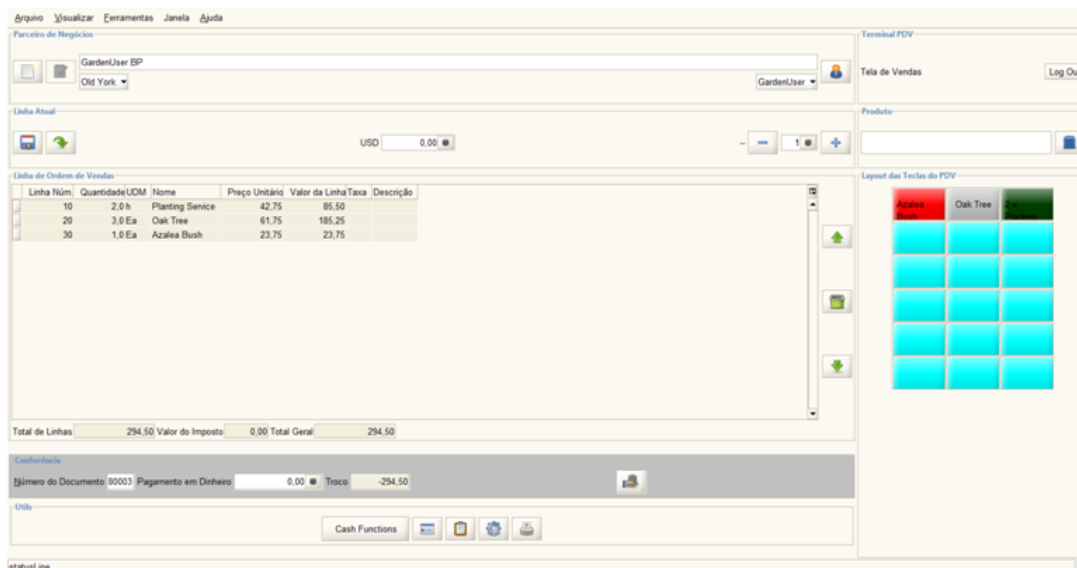 Arquivo Visualizar Ferramentas Janela Ajuda
Parceiro de Negócios
GardenUser BP
Old York
GardenUser
Terminal PDV
Tela de Vendas
Log Ou
Linha Atual
USD 0,00
-- 1
Produto
Linha de Ordem de Vendas
Linha Núm. Quantidade UDM Nome Preço Unitário Valor da Linha Taxa Descrição
10 2,0 h Planting Service 42,75 85,50
20 3,0 Ea Oak Tree 61,75 185,25
30 1,0 Ea Azalea Bush 23,75 23,75
Total de Linhas 294,50 Valor do Imposto 0,00 Total Geral 294,50
Layout das Teclas do PDV
Azalea Bush
Oak Tree
2 x
Conferência
Número do Documento 80003 Pagamento em Dinheiro 0,00 Troco -294,50
Utils
Cash Functions
statusLine